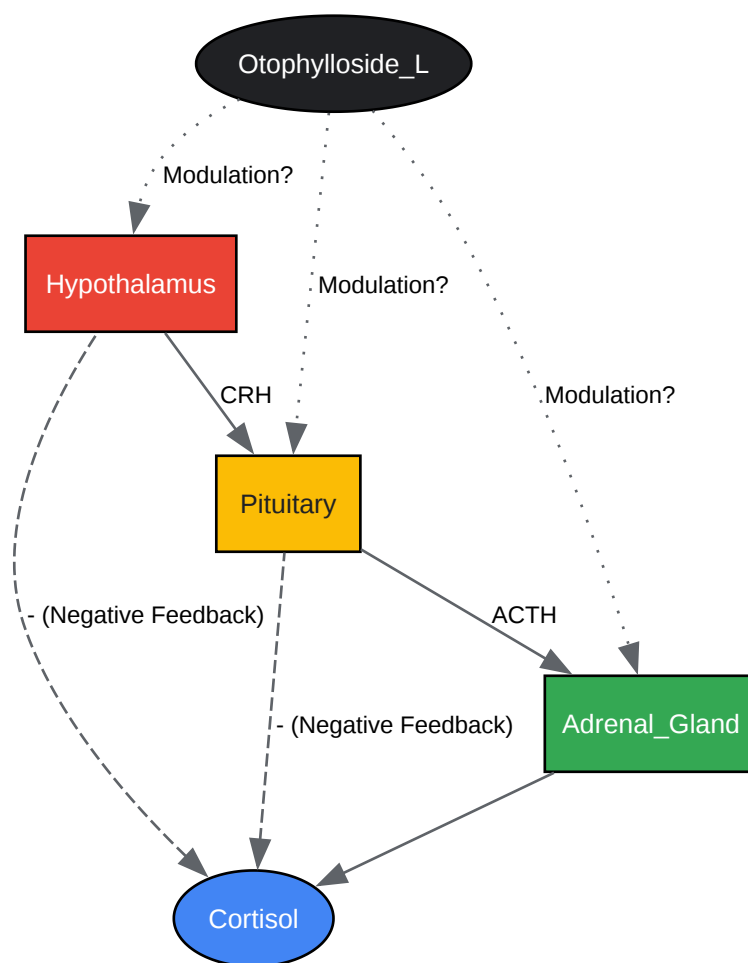 Otophylloside_L
Modulation?
Hypothalamus
Modulation?
CRH
Modulation?
Pituitary
- (Negative Feedback)
ACTH
- (Negative Feedback)
Adrenal_Gland
Cortisol